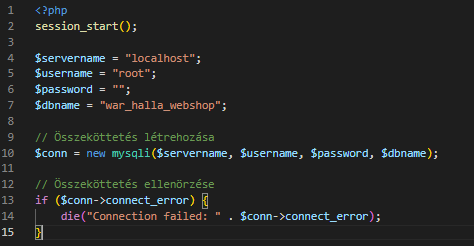 1 <?php
2 session_start();
3
4 $servername = "localhost";
5 $username = "root";
6 $password = "";
7 $dbname = "war_halla_webshop";
8
9 // Összeköttetés létrehozása
10 $conn = new mysqli($servername, $username, $password, $dbname);
11
12 // Összeköttetés ellenörzése
13 if ($conn->connect_error) {
14     die("Connection failed: " . $conn->connect_error);
15 }